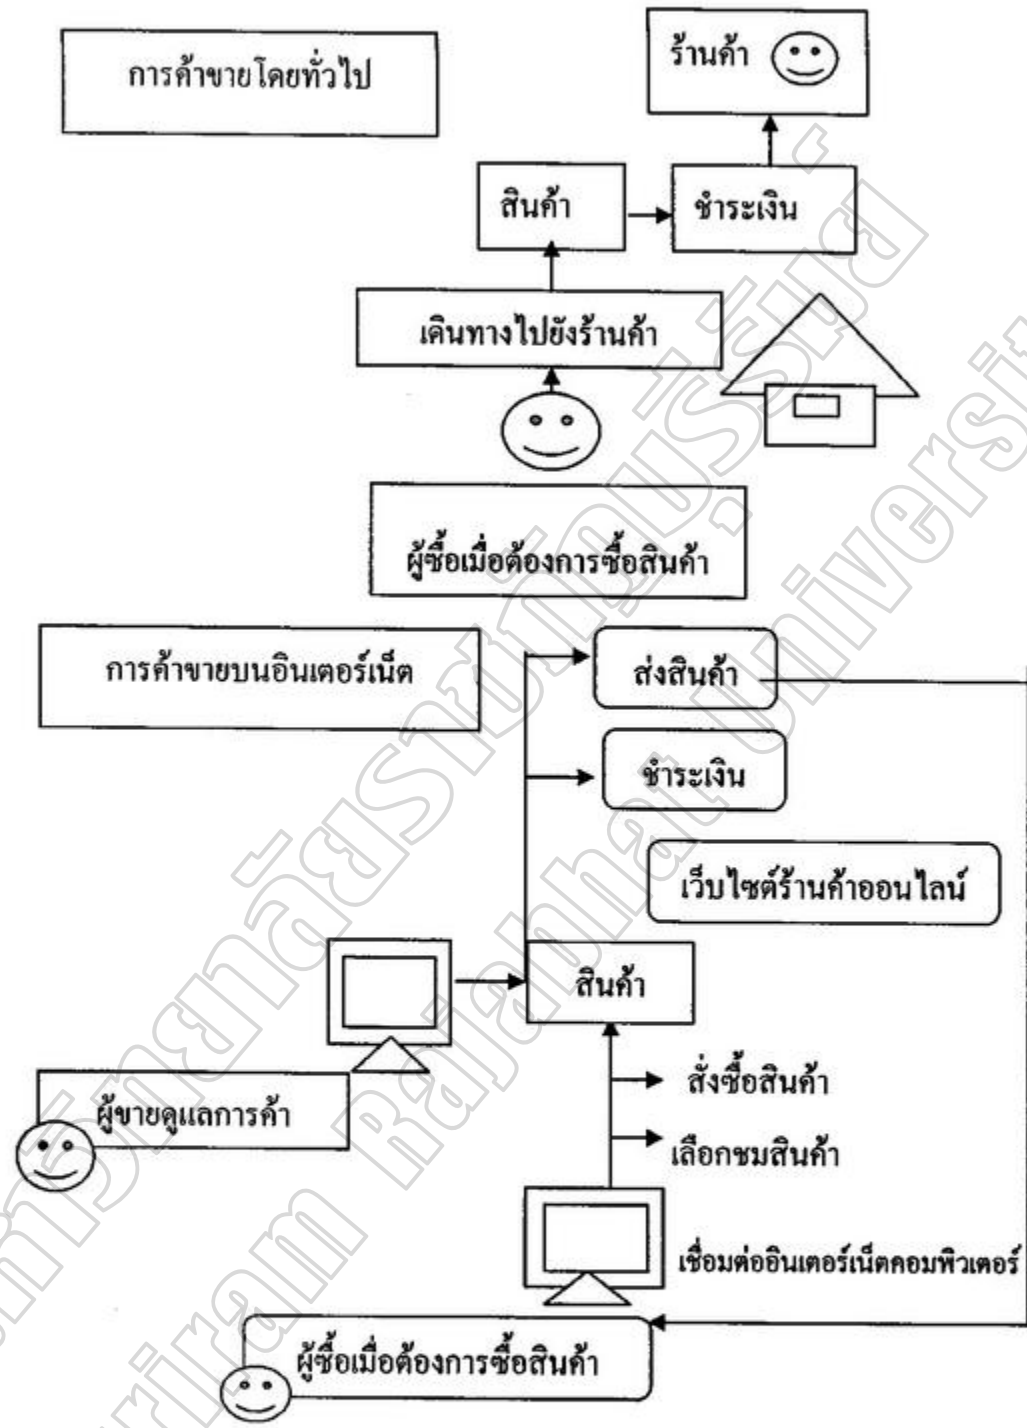 การค้าขายโดยทั่วไป
ร้านค้า
สินค้า
ชำระเงิน
เดินทางไปยังร้านค้า
ผู้ซื้อเมื่อต้องการซื้อสินค้า
การค้าขายบนอินเตอร์เน็ต
ส่งสินค้า
ชำระเงิน
เว็บไซต์ร้านค้าออนไลน์
สินค้า
สั่งซื้อสินค้า
ผู้ขายดูแลการค้า
เลือกชมสินค้า
เชื่อมต่ออินเตอร์เน็ตคอมพิวเตอร์
ผู้ซื้อเมื่อต้องการซื้อสินค้า
Rajabhat